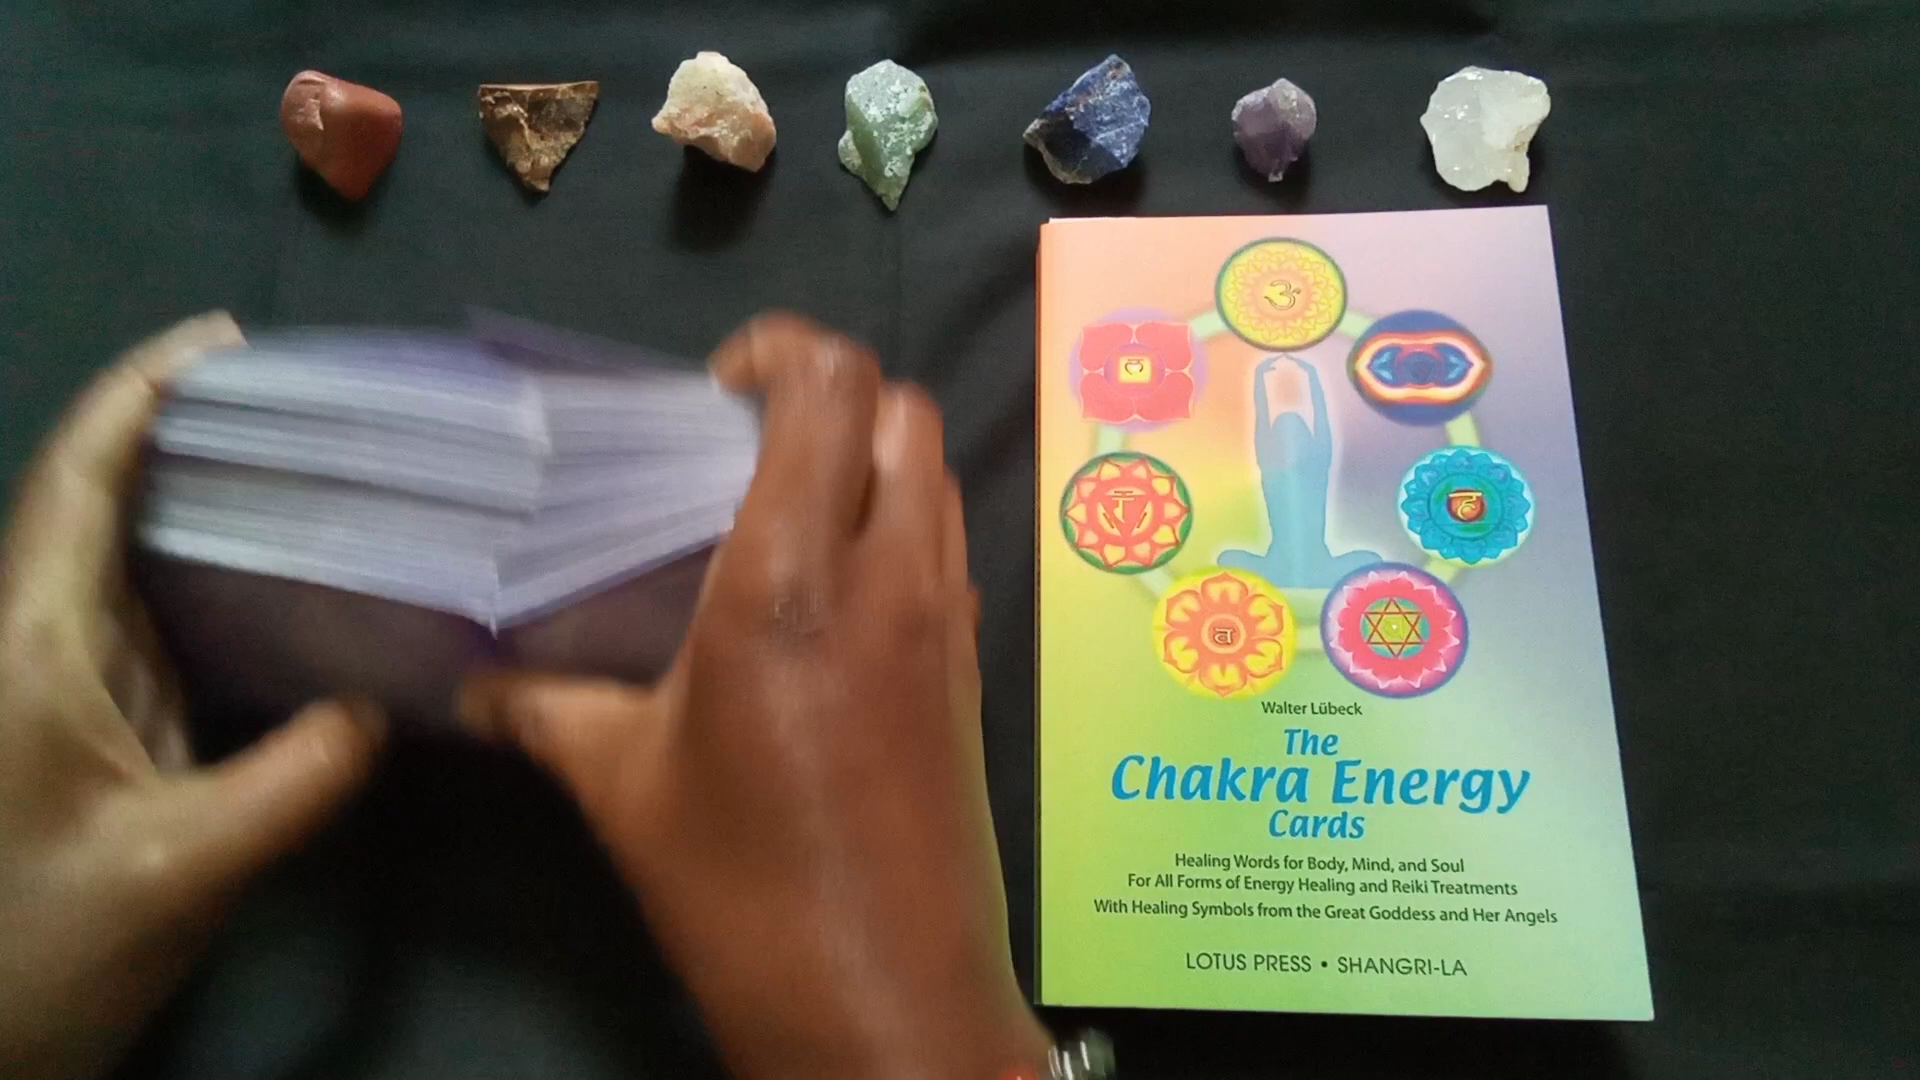 ॐ
लं
रं
हं
वं
Walter Lübeck
The
Chakra Energy
Cards
Healing Words for Body, Mind, and Soul
For All Forms of Energy Healing and Reiki Treatments
With Healing Symbols from the Great Goddess and Her Angels
LOTUS PRESS • SHANGRI-LA